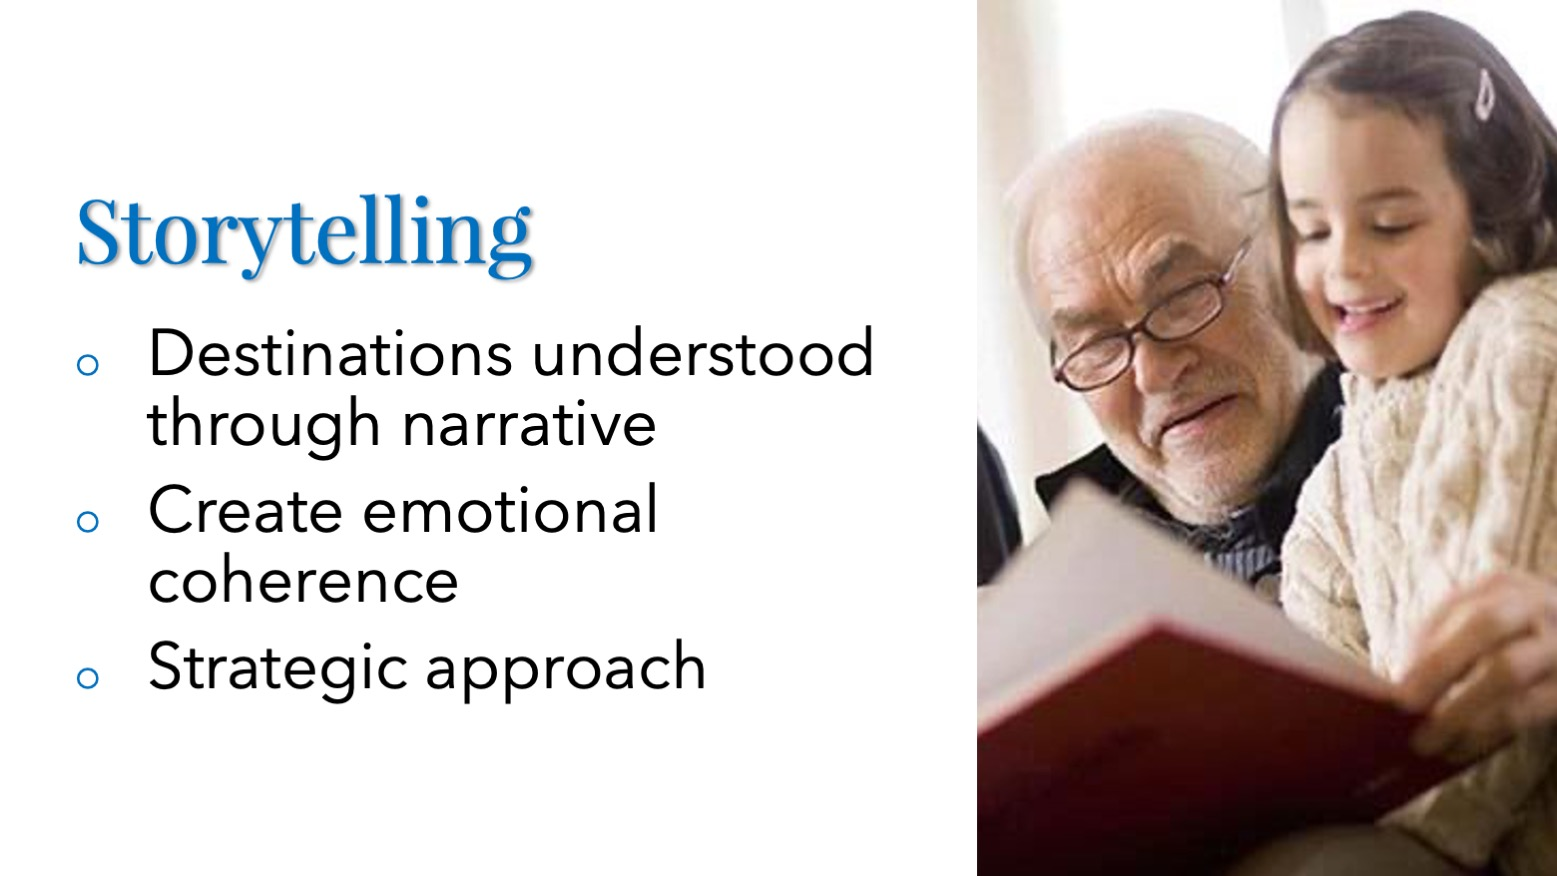 Storytelling
Destinations understood
through narrative
Create emotional
coherence
Strategic approach